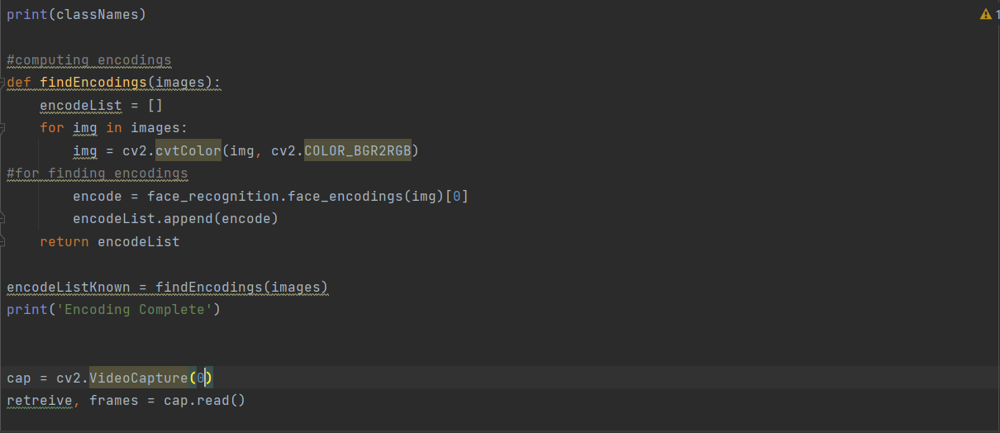 print(classNames)
#computing encodings
def findEncodings(images):
    encodeList = []
    for img in images:
        img = cv2.cvtColor(img, cv2.COLOR_BGR2RGB)
#for finding encodings
        encode = face_recognition.face_encodings(img)[0]
        encodeList.append(encode)
    return encodeList
encodeListKnown = findEncodings(images)
print('Encoding Complete')
cap = cv2.VideoCapture(0)
retreive, frames = cap.read()